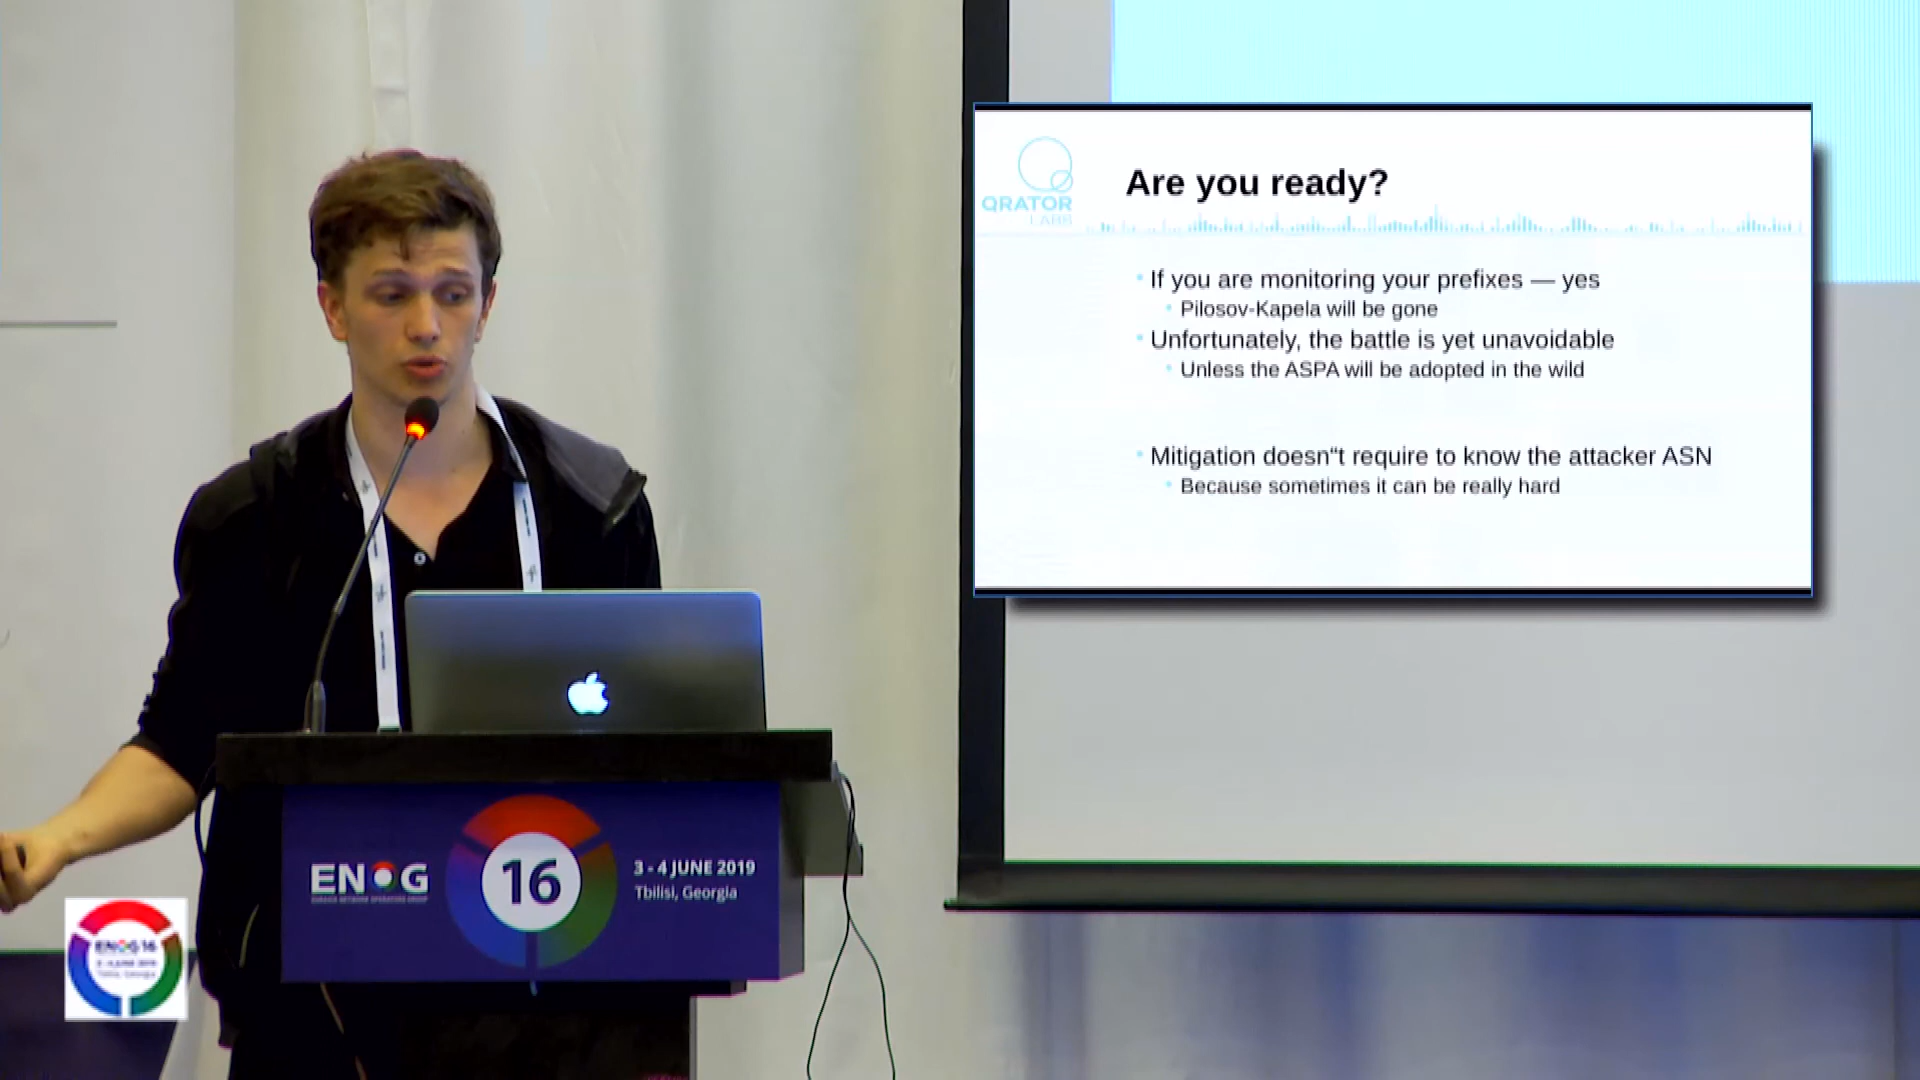 QRATOR
LABS
Are you ready?
If you are monitoring your prefixes — yes
Pilosov-Kapela will be gone
Unfortunately, the battle is yet unavoidable
Unless the ASPA will be adopted in the wild
Mitigation doesn“t require to know the attacker ASN
Because sometimes it can be really hard
ENOG
16
3 - 4 JUNE 2019
Tbilisi, Georgia
ENOG 16